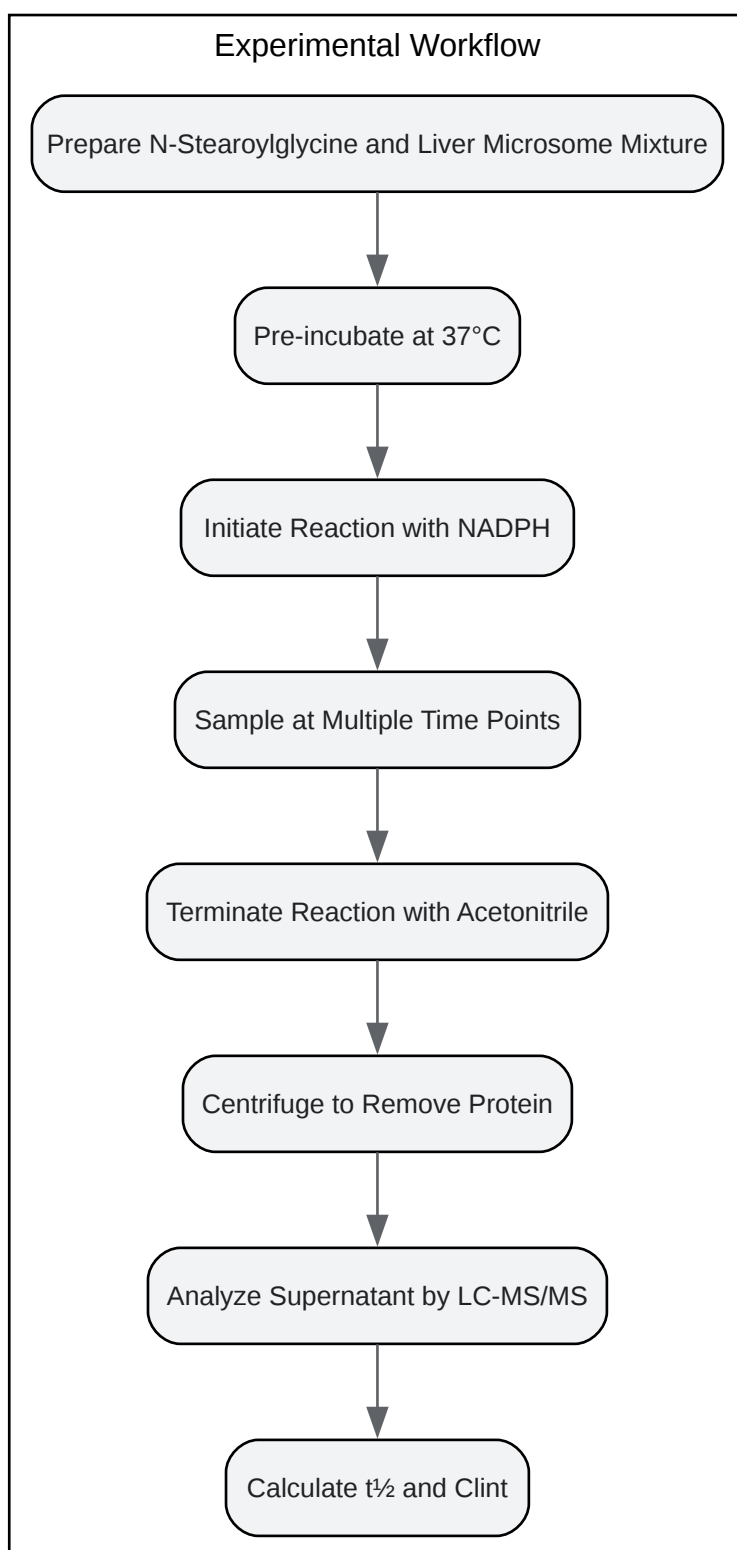 Experimental Workflow
Prepare N-Stearoylglycine and Liver Microsome Mixture
Pre-incubate at 37°C
Initiate Reaction with NADPH
Sample at Multiple Time Points
Terminate Reaction with Acetonitrile
Centrifuge to Remove Protein
Analyze Supernatant by LC-MS/MS
Calculate t½ and Clint